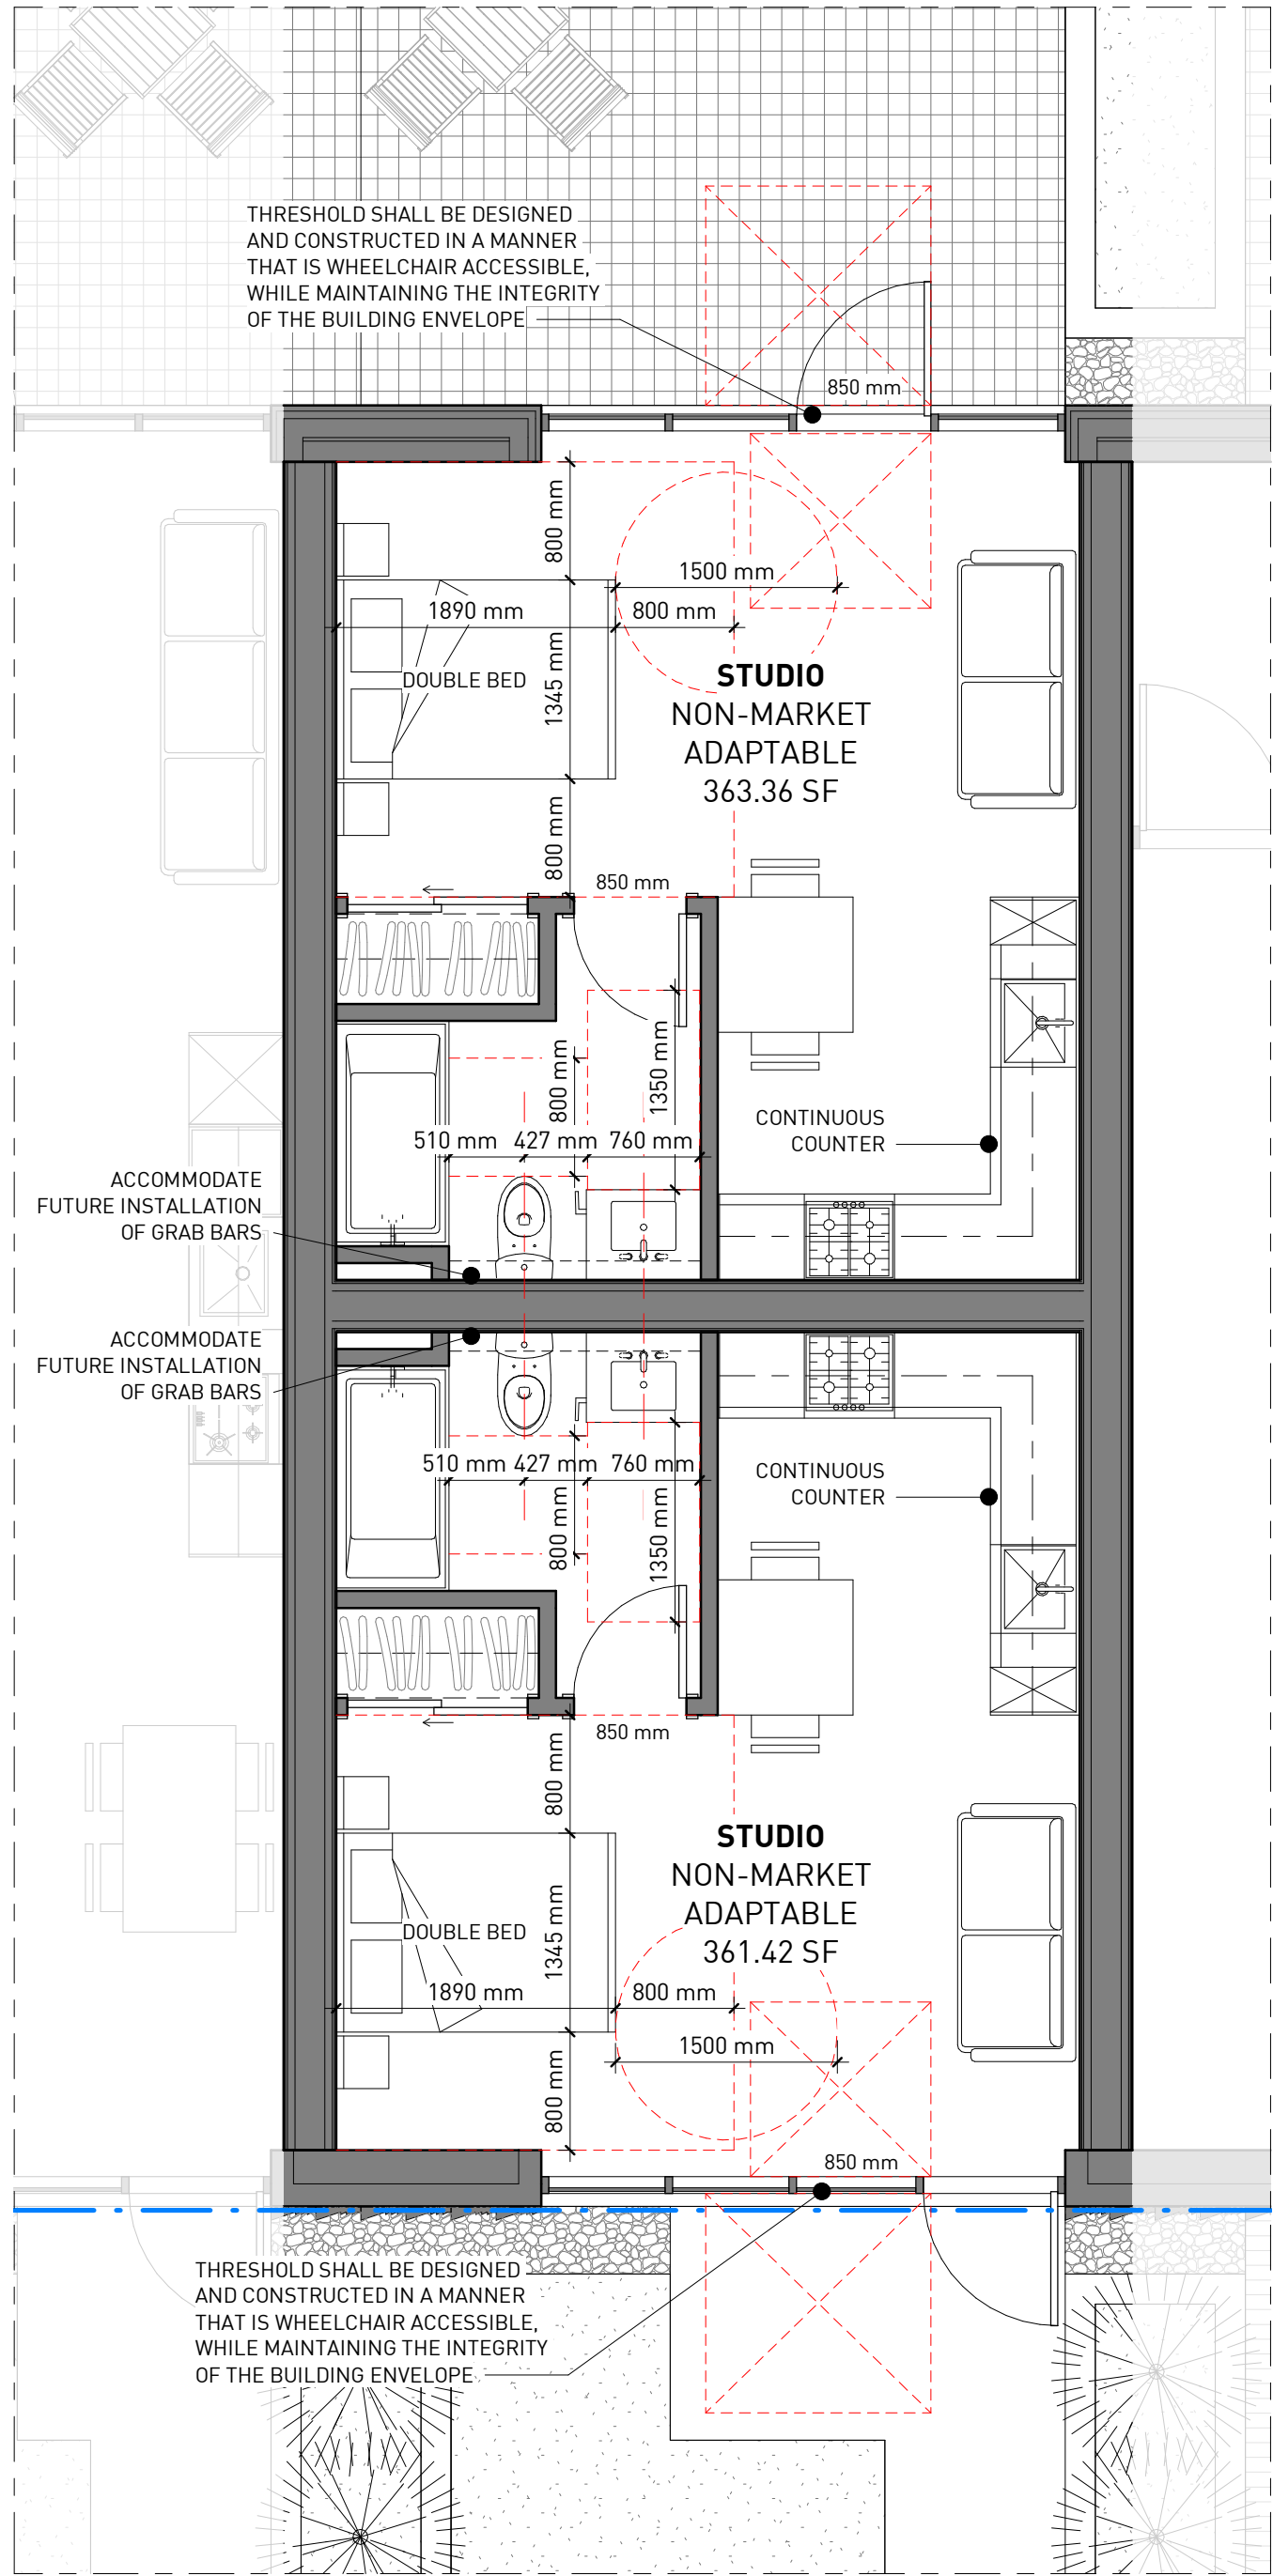 THRESHOLD SHALL BE DESIGNED
AND CONSTRUCTED IN A MANNER
THAT IS WHEELCHAIR ACCESSIBLE,
WHILE MAINTAINING THE INTEGRITY
OF THE BUILDING ENVELOPE
850 mm
800 mm
1500 mm
1890 mm
800 mm
1345 mm
DOUBLE BED
STUDIO
NON-MARKET
ADAPTABLE
363.36 SF
800 mm
850 mm
800 mm
1350 mm
510 mm
427 mm
760 mm
CONTINUOUS
COUNTER
ACCOMMODATE
FUTURE INSTALLATION
OF GRAB BARS
ACCOMMODATE
FUTURE INSTALLATION
OF GRAB BARS
510 mm
427 mm
760 mm
CONTINUOUS
COUNTER
800 mm
1350 mm
850 mm
800 mm
STUDIO
NON-MARKET
ADAPTABLE
361.42 SF
DOUBLE BED
1345 mm
1890 mm
800 mm
1500 mm
800 mm
850 mm
THRESHOLD SHALL BE DESIGNED
AND CONSTRUCTED IN A MANNER
THAT IS WHEELCHAIR ACCESSIBLE,
WHILE MAINTAINING THE INTEGRITY
OF THE BUILDING ENVELOPE